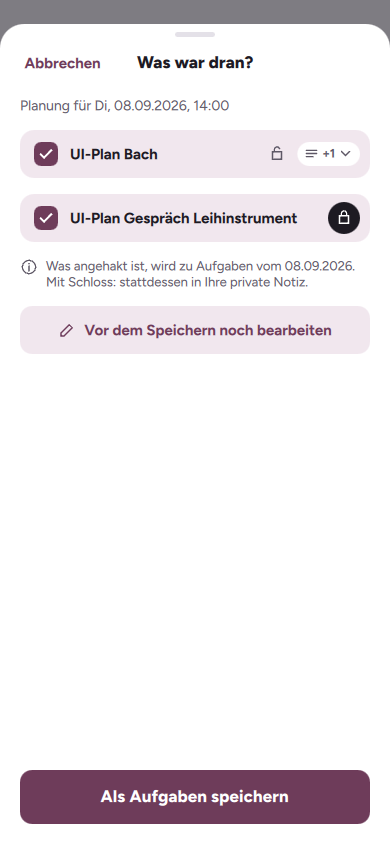 Abbrechen
Was war dran?
Planung für Di, 08.09.2026, 14:00
UI-Plan Bach
+1
UI-Plan Gespräch Leihinstrument
Was angehakt ist, wird zu Aufgaben vom 08.09.2026.
Mit Schloss: stattdessen in Ihre private Notiz.
Vor dem Speichern noch bearbeiten
Als Aufgaben speichern